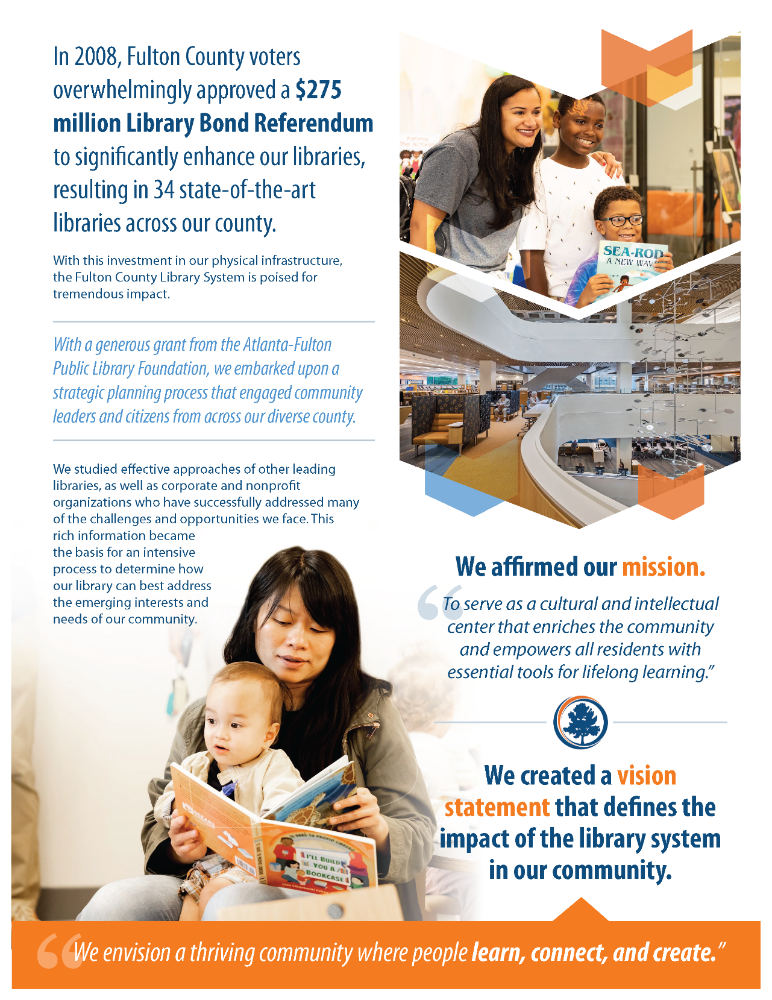 In 2008, Fulton County voters
overwhelmingly approved a $275
million Library Bond Referendum
to significantly enhance our libraries,
resulting in 34 state-of-the-art
libraries across our county.
With this investment in our physical infrastructure,
the Fulton County Library System is poised for
tremendous impact.
With a generous grant from the Atlanta-Fulton
Public Library Foundation, we embarked upon a
strategic planning process that engaged community
leaders and citizens from across our diverse county.
We studied effective approaches of other leading
libraries, as well as corporate and nonprofit
organizations who have successfully addressed many
of the challenges and opportunities we face. This
rich information became
the basis for an intensive
process to determine how
our library can best address
the emerging interests and
needs of our community.
Fatima
The
SEA-ROD
A NEW WAV
We affirmed our mission.
“To serve as a cultural and intellectual
center that enriches the community
and empowers all residents with
essential tools for lifelong learning.”
We created a vision
statement that defines the
impact of the library system
in our community.
I'LL BUILD
YOU A
BOOKCASE
“We envision a thriving community where people learn, connect, and create.”